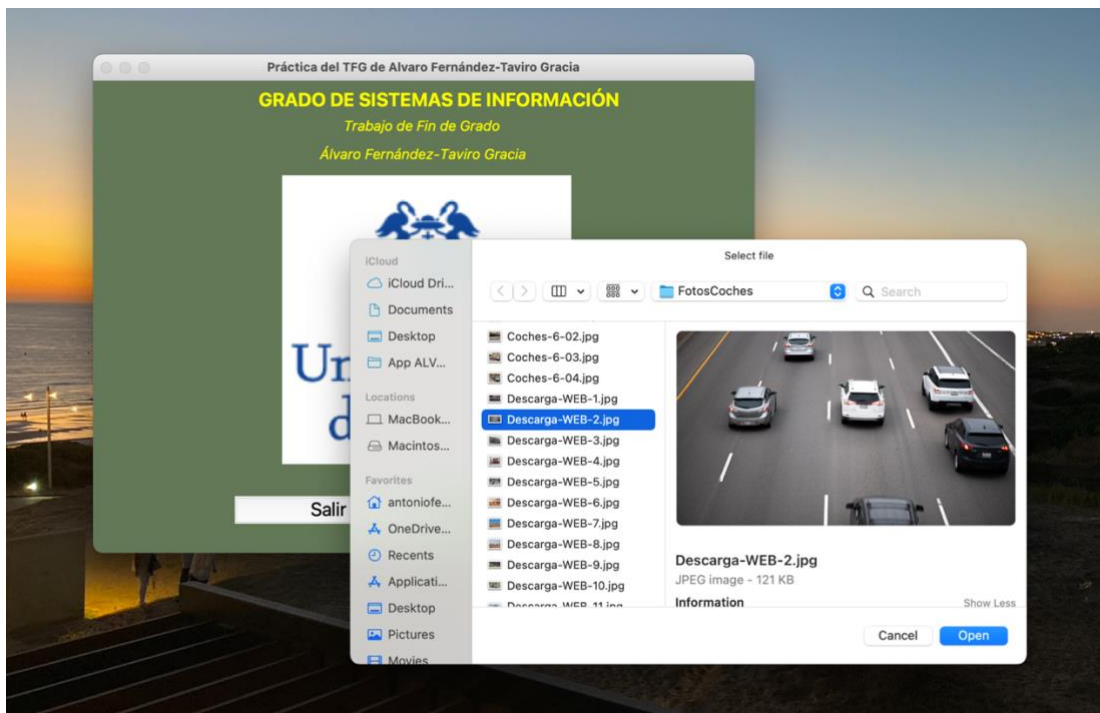 Práctica del TFG de Alvaro Fernández-Taviro Gracia
GRADO DE SISTEMAS DE INFORMACIÓN
Trabajo de Fin de Grado
Álvaro Fernández-Taviro Gracia
Salir
Select file
iCloud
iCloud Dri...
Documents
Desktop
App ALV...
Locations
MacBook...
Macintos...
Favorites
antoniofe...
OneDrive...
Recents
Applicati...
Desktop
Pictures
Movies
FotosCoches
Search
Coches-6-02.jpg
Coches-6-03.jpg
Coches-6-04.jpg
Descarga-WEB-1.jpg
Descarga-WEB-2.jpg
Descarga-WEB-3.jpg
Descarga-WEB-4.jpg
Descarga-WEB-5.jpg
Descarga-WEB-6.jpg
Descarga-WEB-7.jpg
Descarga-WEB-8.jpg
Descarga-WEB-9.jpg
Descarga-WEB-10.jpg
Descarga-WEB-11.jpg
Descarga-WEB-2.jpg
JPEG image - 121 KB
Information
Show Less
Cancel
Open